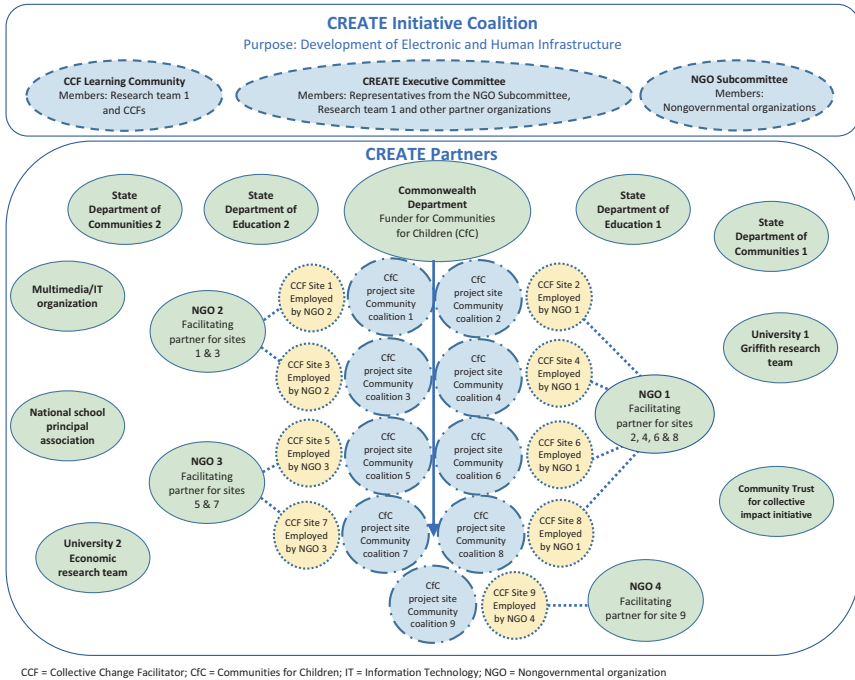 CREATE Initiative Coalition
Purpose: Development of Electronic and Human Infrastructure
CCF Learning Community
Members: Research team 1
and CCFs
CREATE Executive Committee
Members: Representatives from the NGO Subcommittee,
Research team 1 and other partner organizations
NGO Subcommittee
Members:
Nongovernmental organizations
CREATE Partners
State
Department of
Communities 2
State
Department of
Education 2
Commonwealth
Department
Funder for Communities
for Children (CfC)
State
Department of
Education 1
State
Department of
Communities 1
Multimedia/IT
organization
NGO 2
Facilitating
partner for sites
1 & 3
CCF Site 1
Employed
by NGO 2
CfC
project site
Community
coalition 1
CfC
project site
Community
coalition 2
CCF Site 2
Employed
by NGO 1
University 1
Griffith research
team
CCF Site 3
Employed
by NGO 2
CfC
project site
Community
coalition 3
CfC
project site
Community
coalition 4
CCF Site 4
Employed
by NGO 1
NGO 1
Facilitating
partner for sites
2, 4, 6 & 8
National school
principal
association
NGO 3
Facilitating
partner for sites
5 & 7
CCF Site 5
Employed
by NGO 3
CfC
project site
Community
coalition 5
CfC
project site
Community
coalition 6
CCF Site 6
Employed
by NGO 1
Community Trust
for collective
impact initiative
CCF Site 7
Employed
by NGO 3
CfC
project site
Community
coalition 7
CfC
project site
Community
coalition 8
CCF Site 8
Employed
by NGO 1
University 2
Economic
research team
CfC
project site
Community
coalition 9
CCF Site 9
Employed
by NGO 4
NGO 4
Facilitating
partner for site 9
CCF = Collective Change Facilitator; CfC = Communities for Children; IT = Information Technology; NGO = Nongovernmental organization